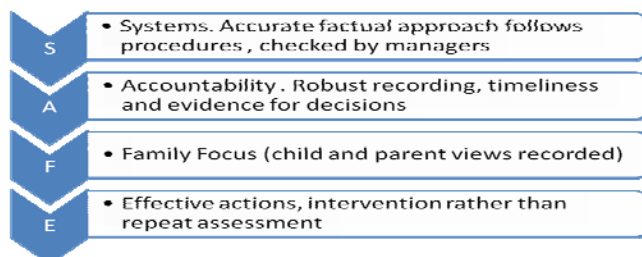 S
• Systems. Accurate factual approach follows
procedures , checked by managers
A
• Accountability . Robust recording, timeliness
and evidence for decisions
F
• Family Focus (child and parent views recorded)
E
• Effective actions, intervention rather than
repeat assessment